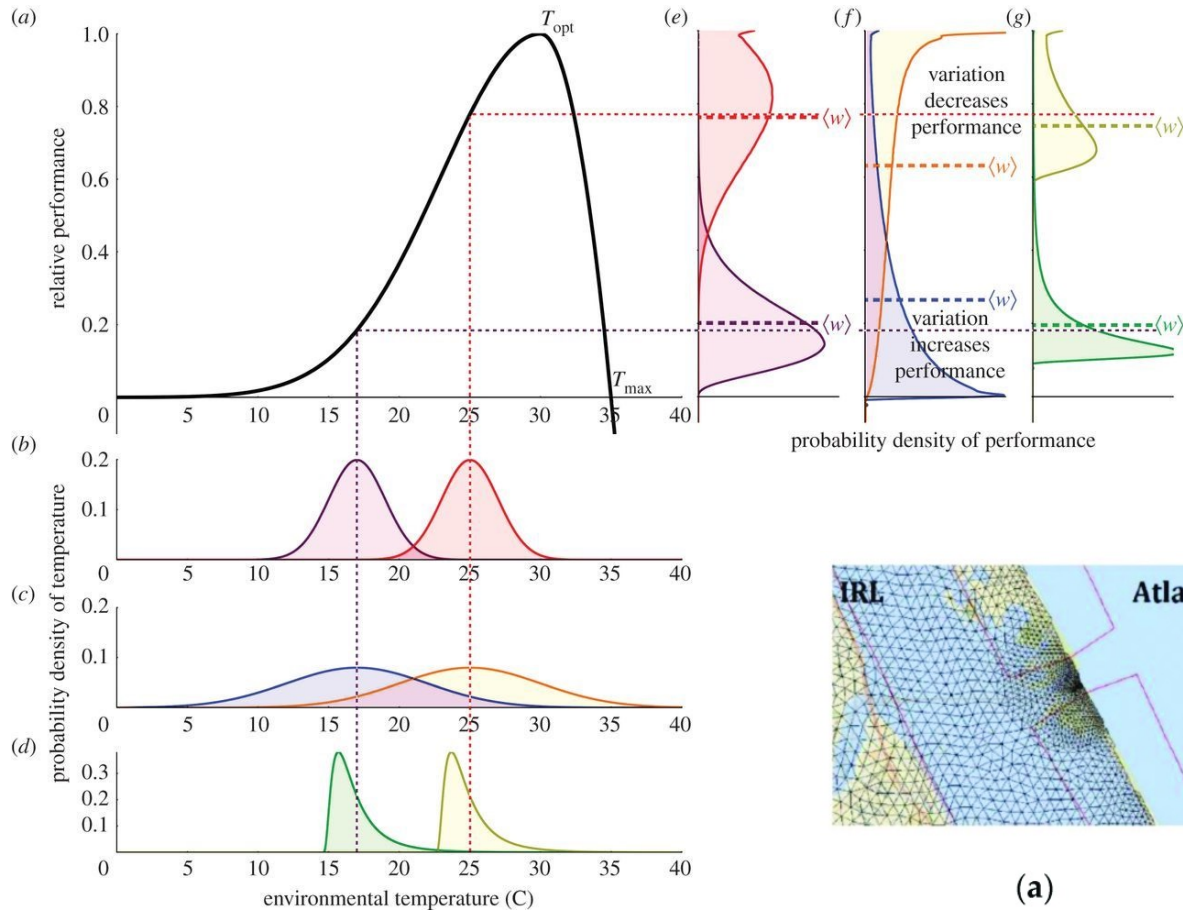 (a)
T_opt
1.0
0.8
0.6
0.4
0.2
0
relative performance
T_max
0 5 10 15 20 25 30 35 40
(e)
⟨w⟩
⟨w⟩
(f)
variation
decreases
performance
⟨w⟩
⟨w⟩
variation
increases
performance
(g)
⟨w⟩
⟨w⟩
probability density of performance
(b)
0.2
0.1
0 5 10 15 20 25 30 35 40
(c)
0.2
0.1
0 5 10 15 20 25 30 35 40
(d)
0.3
0.2
0.1
0 5 10 15 20 25 30 35 40
probability density of temperature
environmental temperature (C)
IRL
Atla
(a)